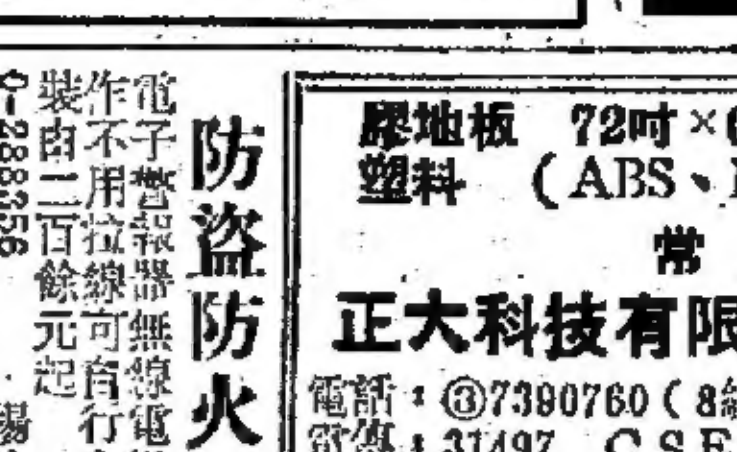 防盜防火
電子警報器無線電
作不用拉線可自行
裝由二百餘元起
膠地板 72吋×
塑料 (ABS、
常
正大科技有限
電話:③7390760(8
電傳:31497 CSE